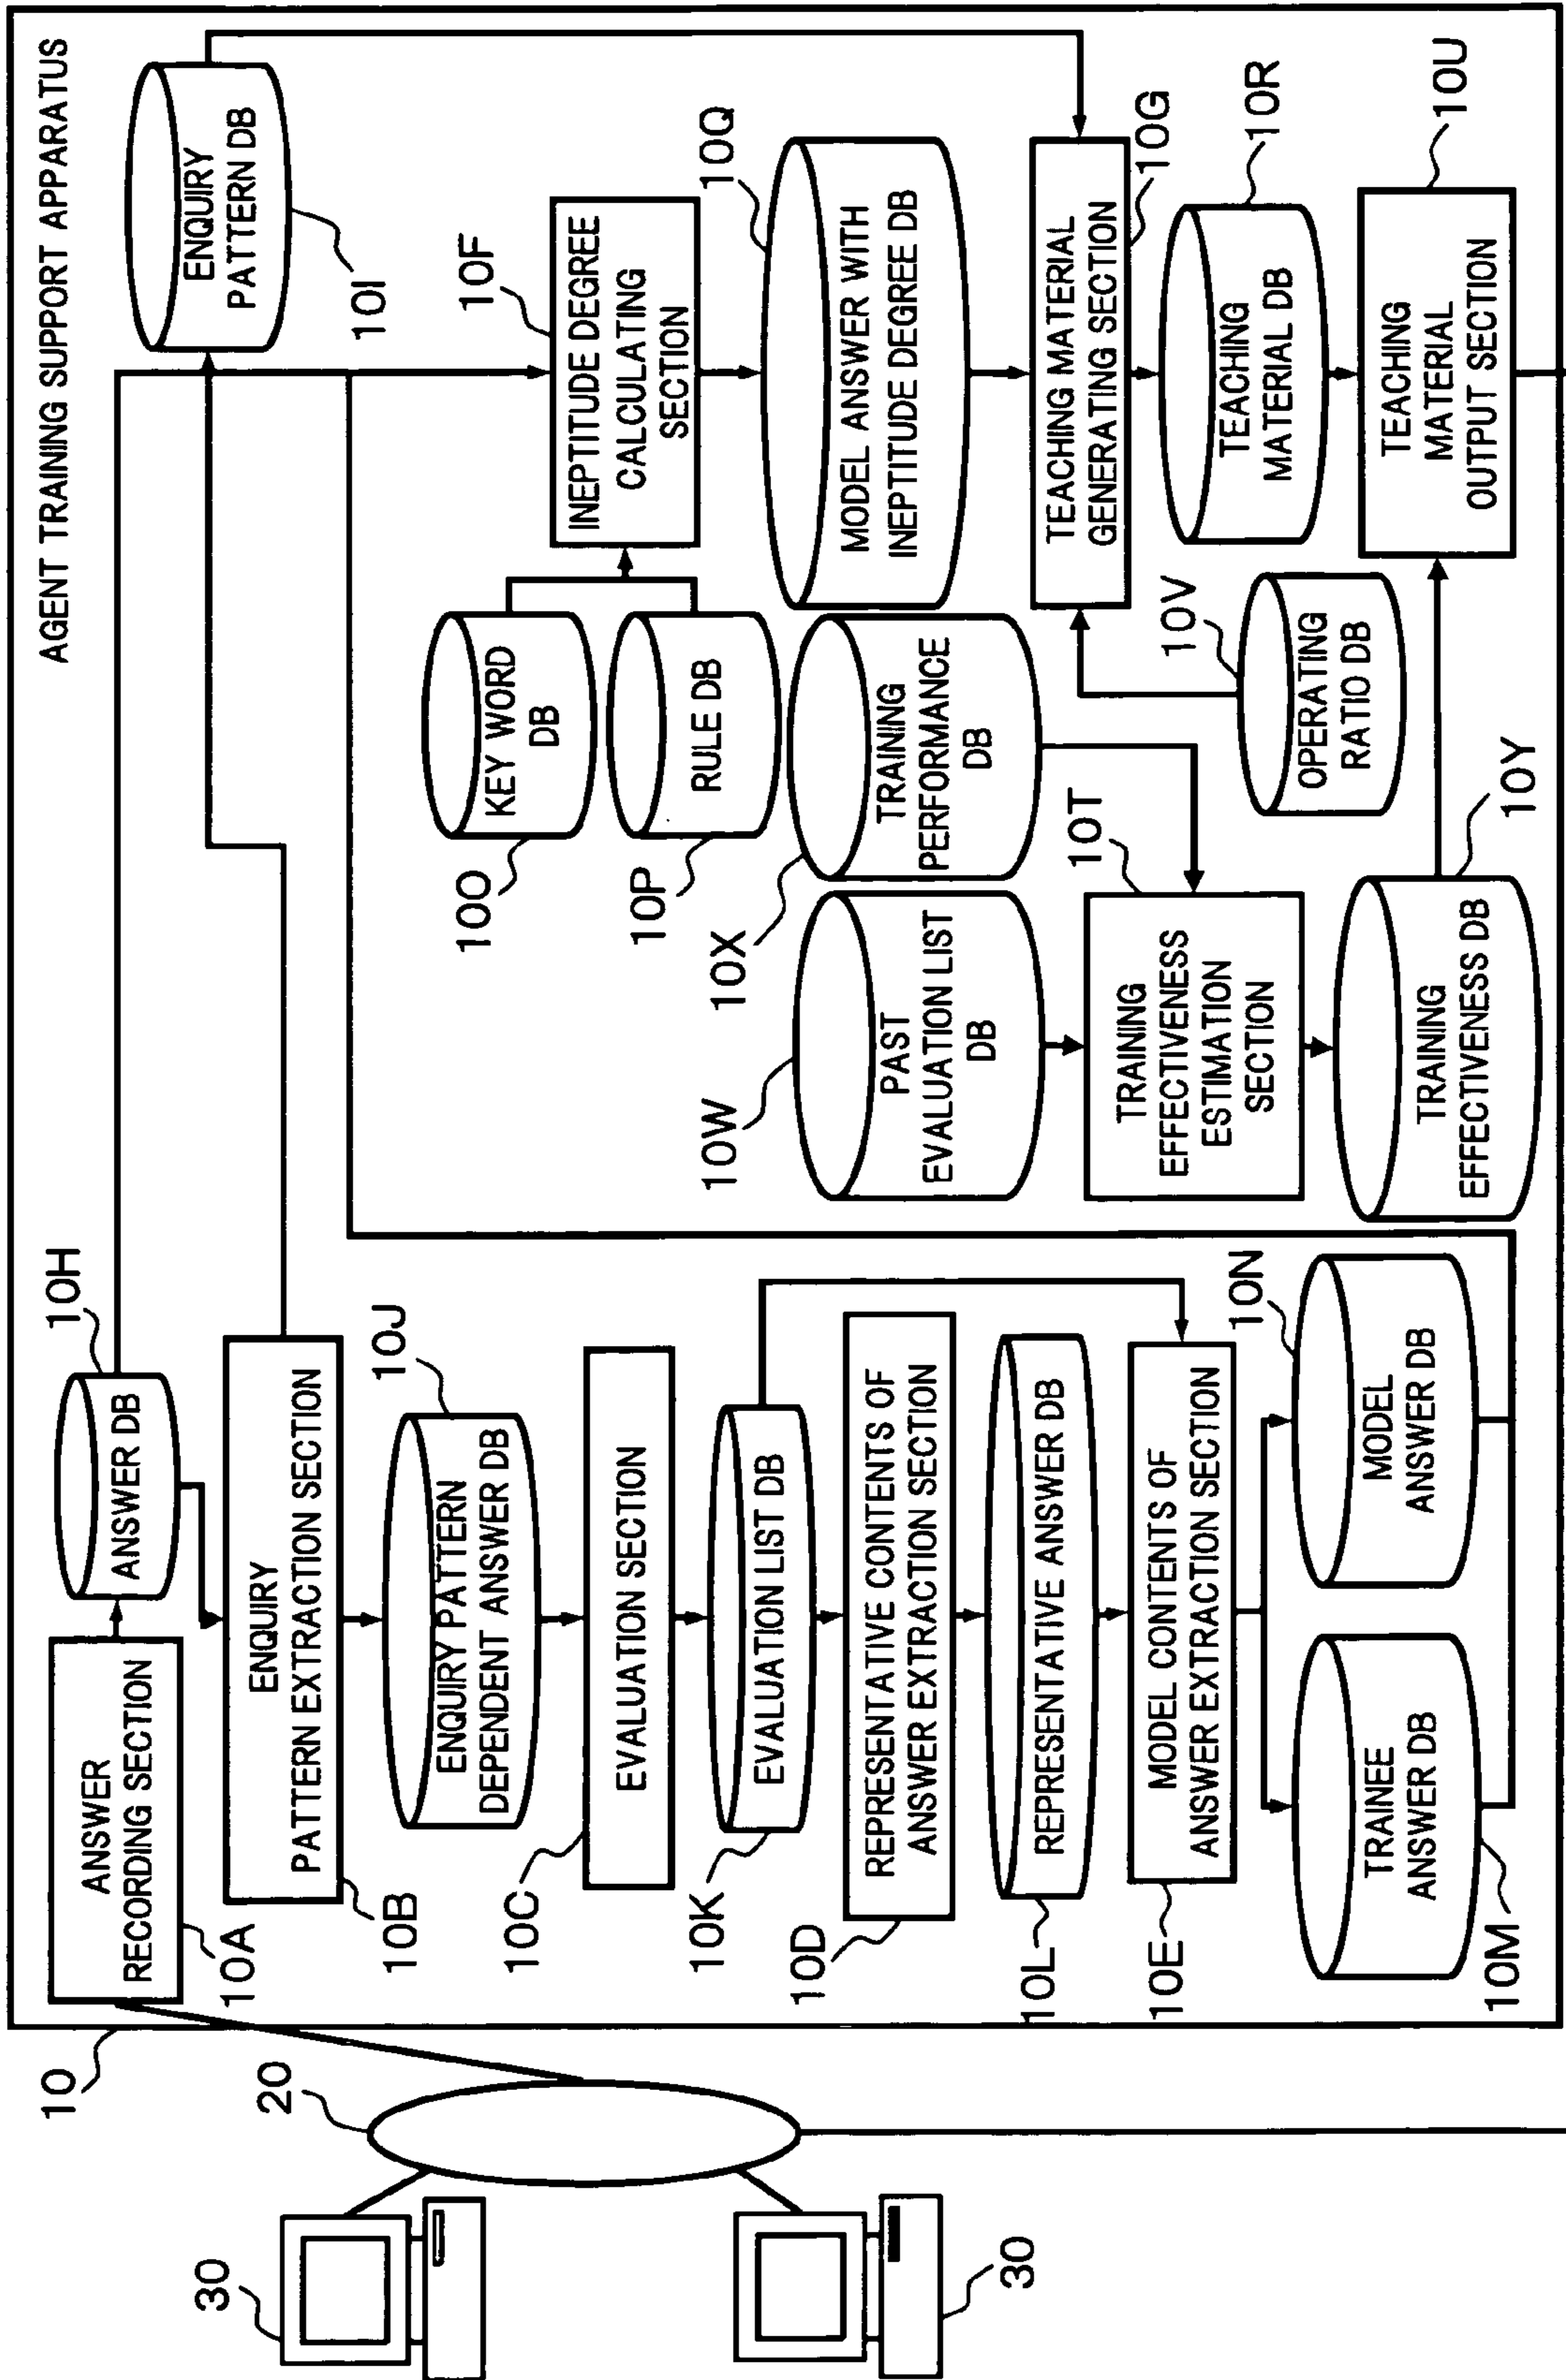 AGENT TRAINING SUPPORT APPARATUS
10
20
30
30
ANSWER
RECORDING SECTION
10A
ANSWER DB
10H
ENQUIRY
PATTERN EXTRACTION SECTION
10B
ENQUIRY PATTERN
DEPENDENT ANSWER DB
10J
EVALUATION SECTION
10C
EVALUATION LIST DB
10K
REPRESENTATIVE CONTENTS OF
ANSWER EXTRACTION SECTION
10D
REPRESENTATIVE ANSWER DB
10L
MODEL CONTENTS OF
ANSWER EXTRACTION SECTION
10E
TRAINEE
ANSWER DB
10M
MODEL
ANSWER DB
10N
ENQUIRY
PATTERN DB
10I
KEY WORD
DB
10O
RULE DB
10P
INEPTITUDE DEGREE
CALCULATING
SECTION
10F
MODEL ANSWER WITH
INEPTITUDE DEGREE DB
10Q
PAST
EVALUATION LIST
DB
10W
TRAINING
PERFORMANCE
DB
10X
TRAINING
EFFECTIVENESS
ESTIMATION
SECTION
10T
TRAINING
EFFECTIVENESS DB
10Y
OPERATING
RATIO DB
10V
TEACHING MATERIAL
GENERATING SECTION
10G
TEACHING
MATERIAL DB
10R
TEACHING
MATERIAL
OUTPUT SECTION
10U